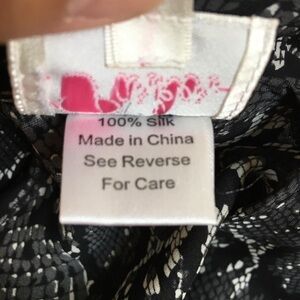 100% Silk
Made in China
See Reverse
For Care